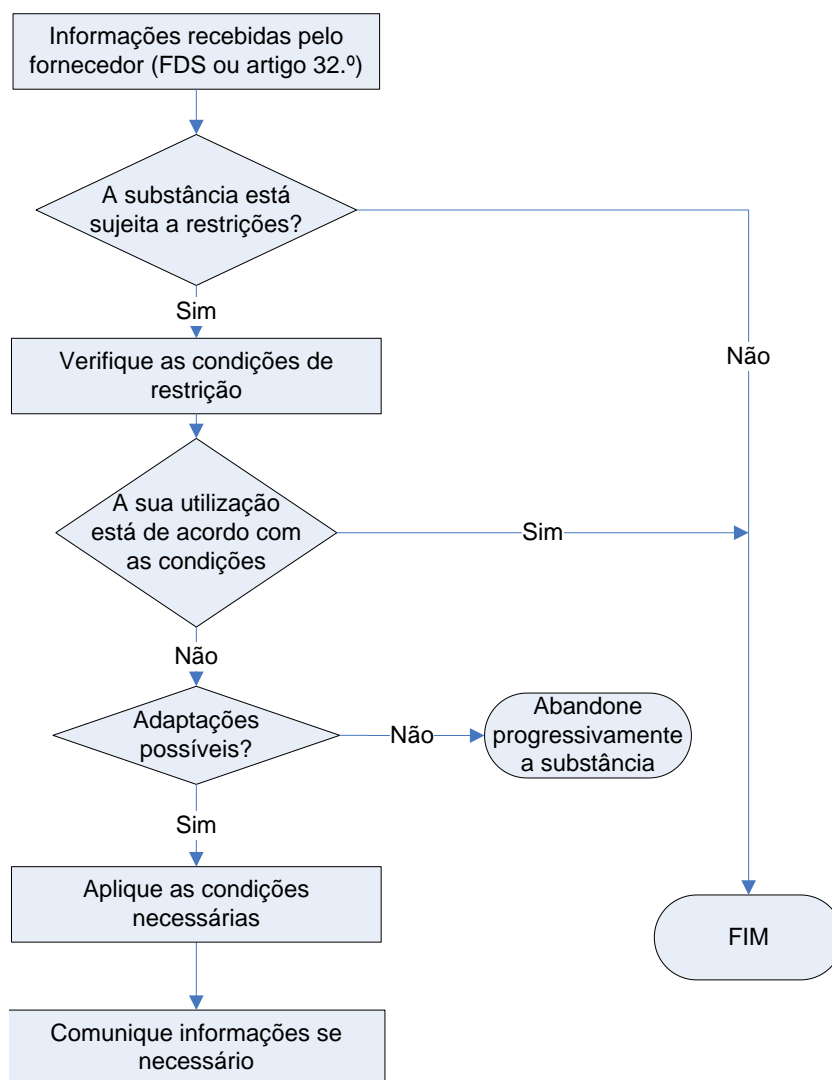 Informações recebidas pelo
fornecedor (FDS ou artigo 32.º)
A substância está
sujeita a restrições?
Sim
Não
Verifique as condições de
restrição
A sua utilização
está de acordo com
as condições
Sim
Não
Adaptações
possíveis?
Não
Abandone
progressivamente
a substância
Sim
Aplique as condições
necessárias
FIM
Comunique informações se
necessário